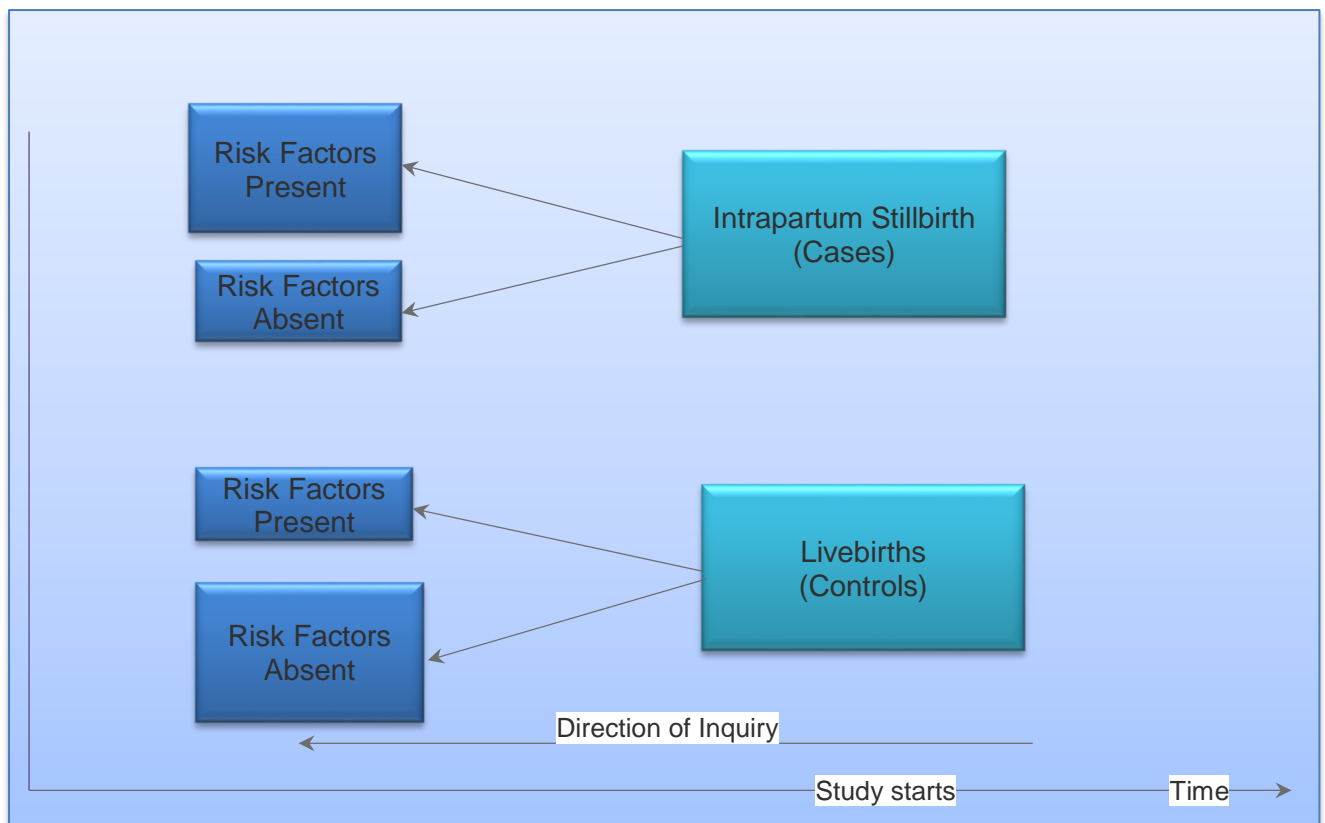 Risk Factors
Present
Intrapartum Stillbirth
(Cases)
Risk Factors
Absent
Risk Factors
Present
Livebirths
(Controls)
Risk Factors
Absent
Direction of Inquiry
Study starts
Time